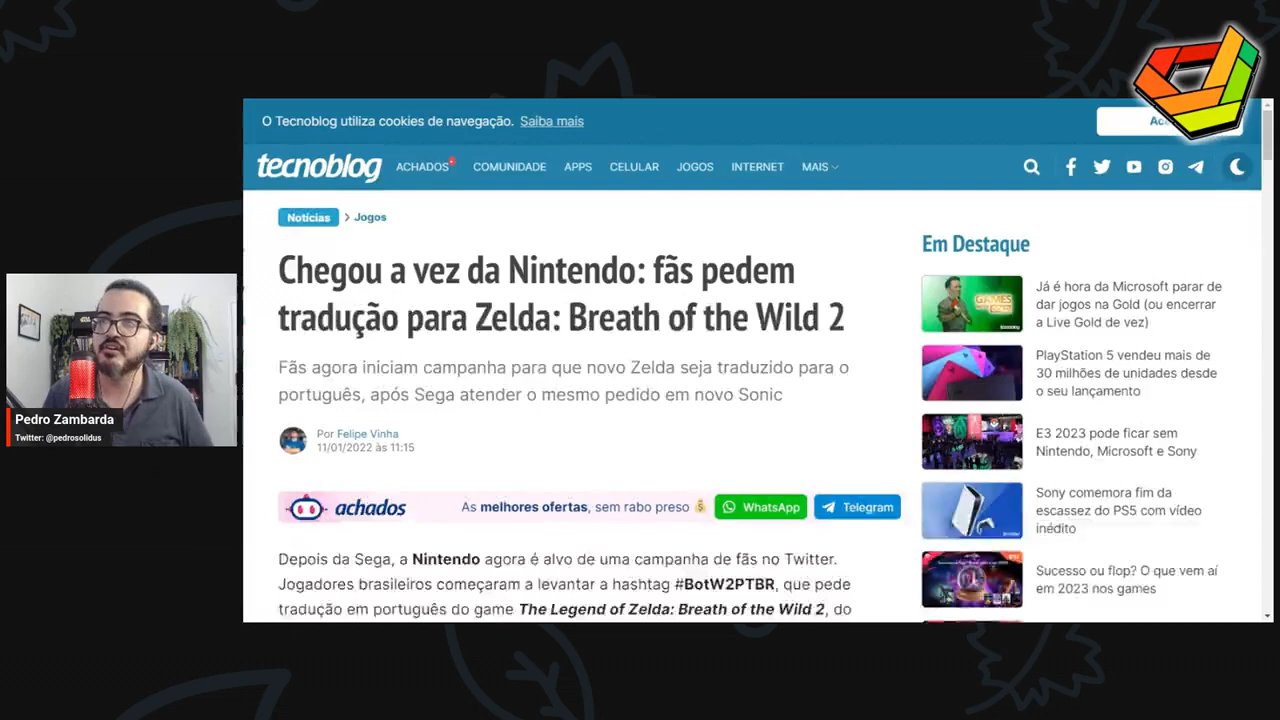 O Tecnoblog utiliza cookies de navegação. Saiba mais
tecnoblog
ACHADOS
COMUNIDADE
APPS
CELULAR
JOGOS
INTERNET
MAIS
Notícias > Jogos
Chegou a vez da Nintendo: fãs pedem
tradução para Zelda: Breath of the Wild 2
Fãs agora iniciam campanha para que novo Zelda seja traduzido para o
português, após Sega atender o mesmo pedido em novo Sonic
Por Felipe Vinha
11/01/2022 às 11:15
achados
As melhores ofertas, sem rabo preso 💰
WhatsApp
Telegram
Depois da Sega, a Nintendo agora é alvo de uma campanha de fãs no Twitter.
Jogadores brasileiros começaram a levantar a hashtag #BotW2PTBR, que pede
tradução em português do game The Legend of Zelda: Breath of the Wild 2, do
Em Destaque
GAMES
Já é hora da Microsoft parar de
dar jogos na Gold (ou encerrar
a Live Gold de vez)
PlayStation 5 vendeu mais de
30 milhões de unidades desde
o seu lançamento
E3 2023 pode ficar sem
Nintendo, Microsoft e Sony
Sony comemora fim da
escassez do PS5 com vídeo
inédito
Sucesso ou flop? O que vem aí
em 2023 nos games
Pedro Zambarda
Twitter: @pedrosolidus